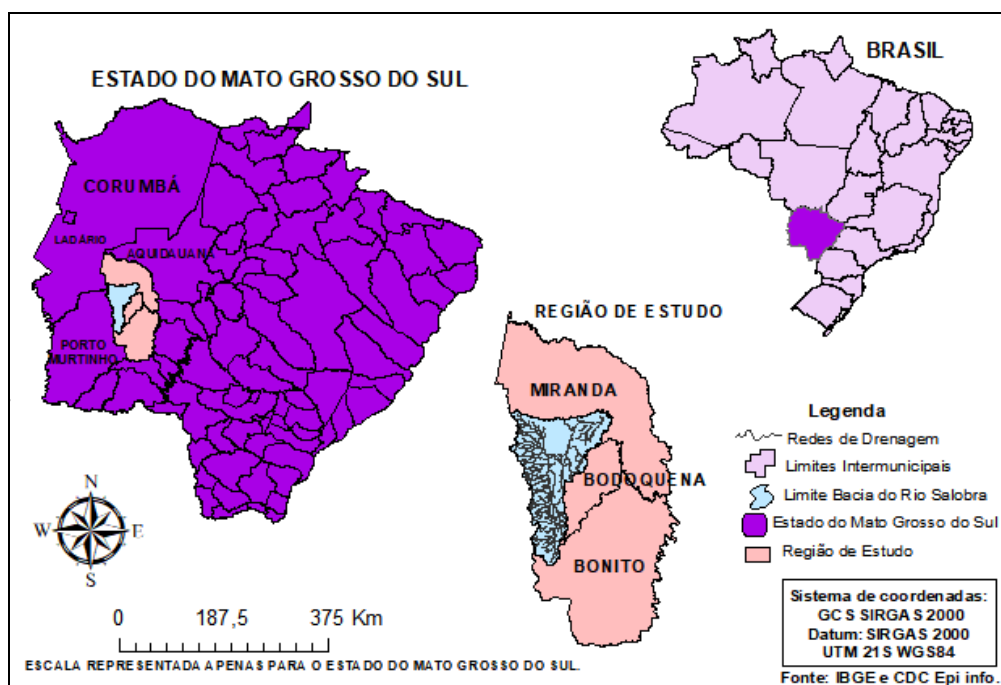 BRASIL
ESTADO DO MATO GROSSO DO SUL
CORUMBÁ
LADÁRIO
AQUIDAUANA
PORTO
MURTINHO
REGIÃO DE ESTUDO
MIRANDA
BODOQUENA
BONITO
Legenda
Redes de Drenagem
Limites Intermunicipais
Limite Bacia do Rio Salobra
Estado do Mato Grosso do Sul
Região de Estudo
N
W
E
S
0 187,5 375 Km
ESCALA REPRESENTADA APENAS PARA O ESTADO DO MATO GROSSO DO SUL.
Sistema de coordenadas:
GCS SIRGAS 2000
Datum: SIRGAS 2000
UTM 21S WGS84
Fonte: IBGE e CDC Epi info.